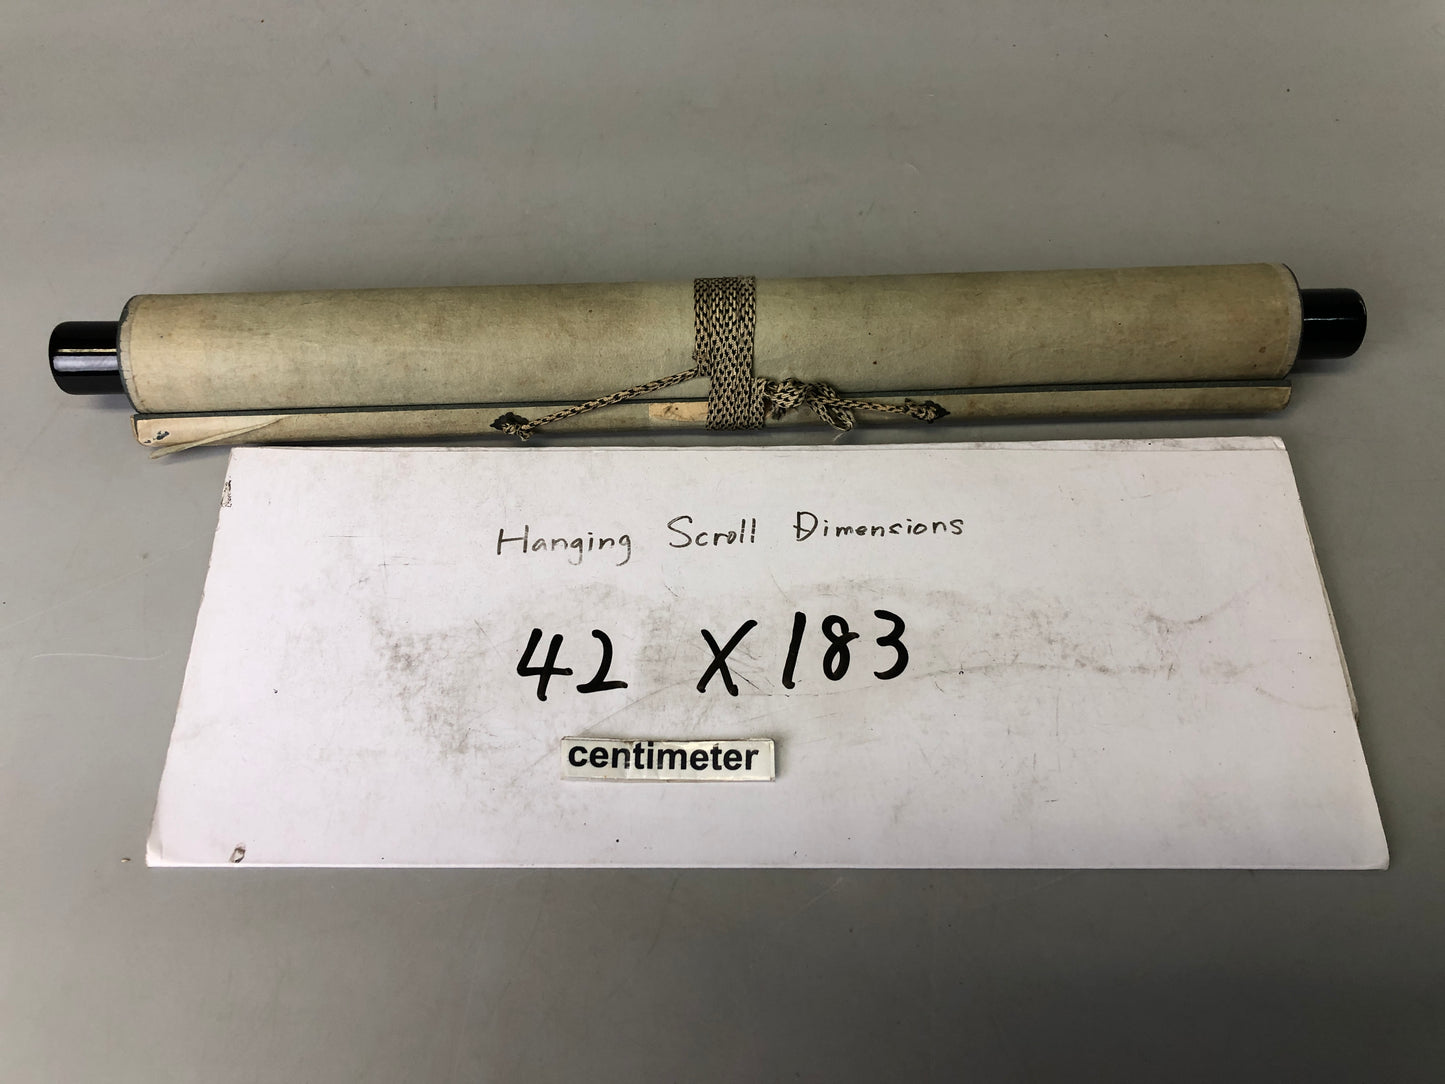 Hanging Scroll Dimensions
42 X 183
centimeter